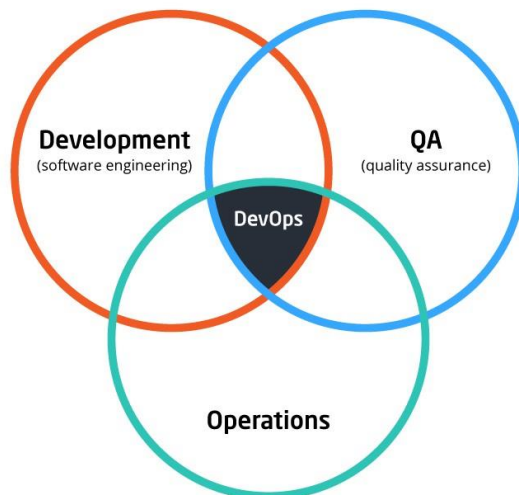 Development
(software engineering)
QA
(quality assurance)
DevOps
Operations